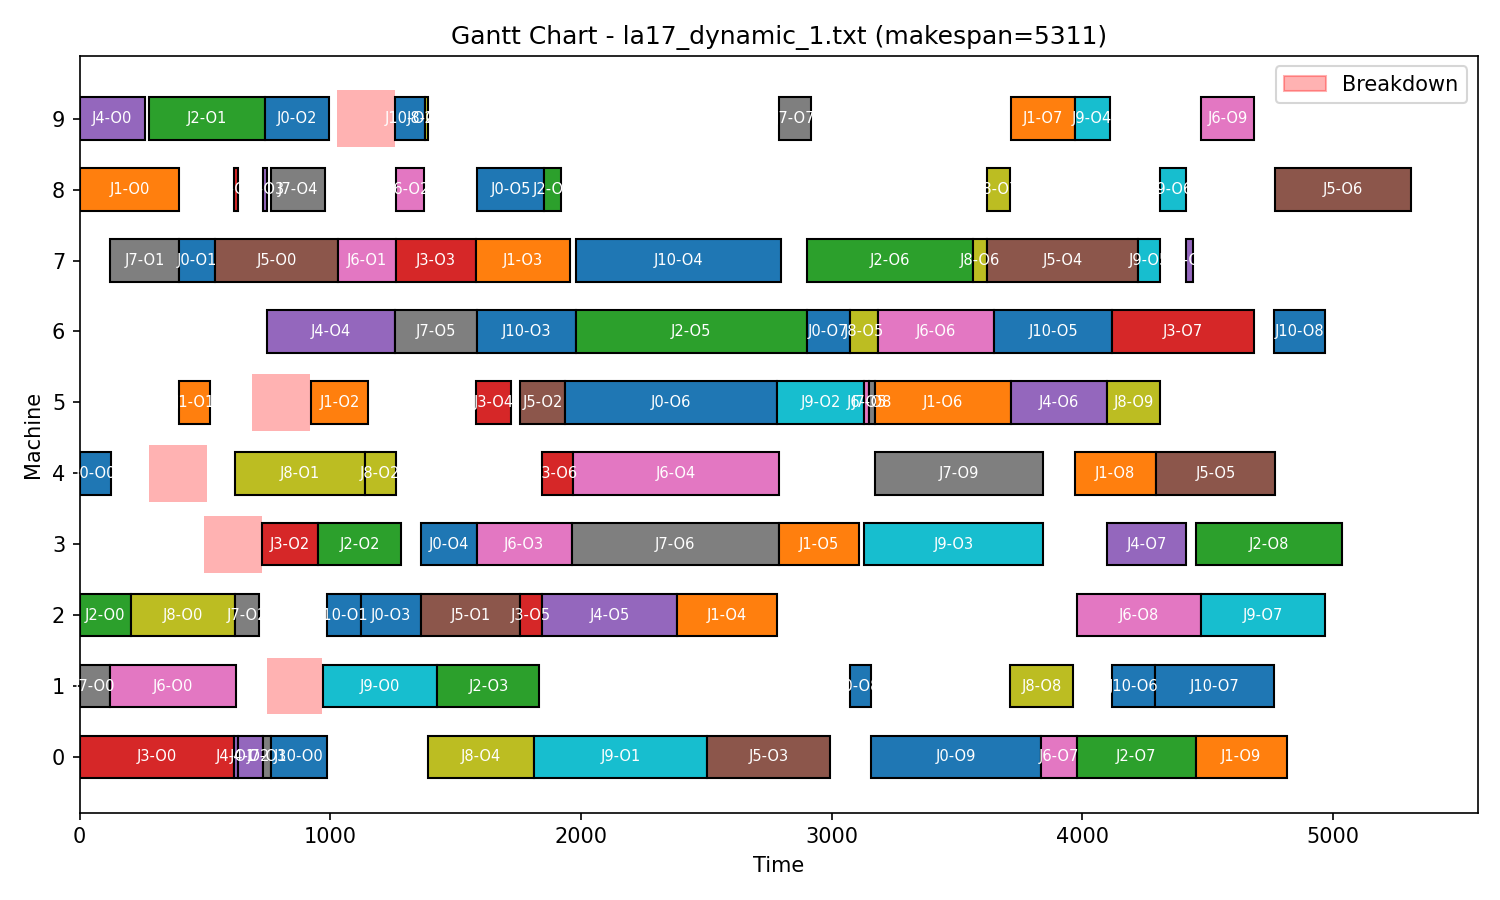 Gantt Chart - la17_dynamic_1.txt (makespan=5311)
Breakdown
9 J4-O0 J2-O1 J0-O2 J1-O7 J9-O4 J6-O9
8 J1-O0 J7-O4 J0-O5 J5-O6
7 J7-O1 J0-O1 J5-O0 J6-O1 J3-O3 J1-O3 J10-O4 J2-O6 J8-O6 J5-O4
6 J4-O4 J7-O5 J10-O3 J2-O5 J0-O7 J8-O5 J6-O6 J10-O5 J3-O7 J10-O8
5 J1-O2 J3-O4 J5-O2 J0-O6 J9-O2 J1-O6 J4-O6 J8-O9
4 J8-O1 J8-O2 J6-O4 J7-O9 J1-O8 J5-O5
3 J3-O2 J2-O2 J0-O4 J6-O3 J7-O6 J1-O5 J9-O3 J4-O7 J2-O8
2 J2-O0 J8-O0 J7-O2 J0-O3 J5-O1 J3-O5 J4-O5 J1-O4 J6-O8 J9-O7
1 J6-O0 J9-O0 J2-O3 J8-O8 J10-O6 J10-O7
0 J3-O0 J10-O0 J8-O4 J9-O1 J5-O3 J0-O9 J6-O7 J2-O7 J1-O9
Machine
0 1000 2000 3000 4000 5000
Time